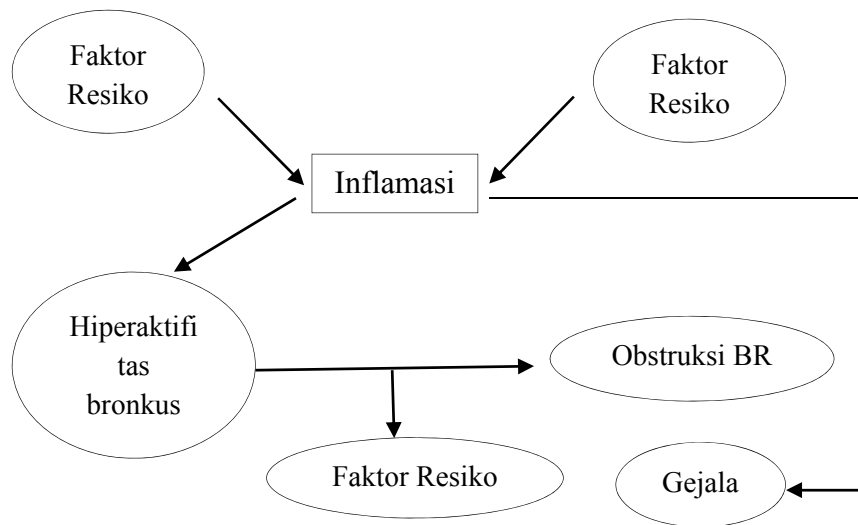 Faktor
Resiko
Faktor
Resiko
Inflamasi
Hiperaktifi
tas
bronkus
Obstruksi BR
Faktor Resiko
Gejala